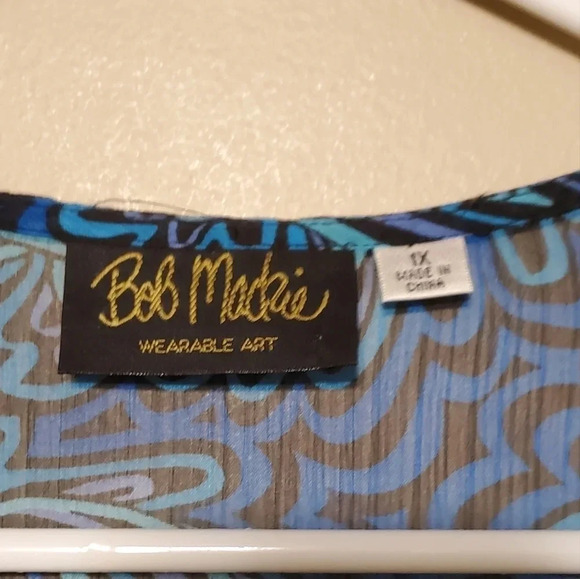 Bob Mackie
WEARABLE ART
1X
MADE IN
CHINA